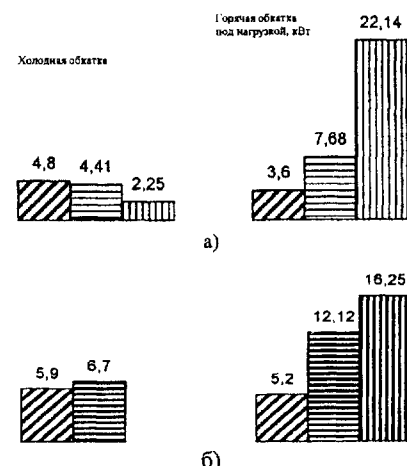 Холодная обкатка
Горячая обкатка
под нагрузкой, кВт
4,8
4,41
2,25
3,6
7,68
22,14
а)
5,9
6,7
5,2
12,12
16,25
б)